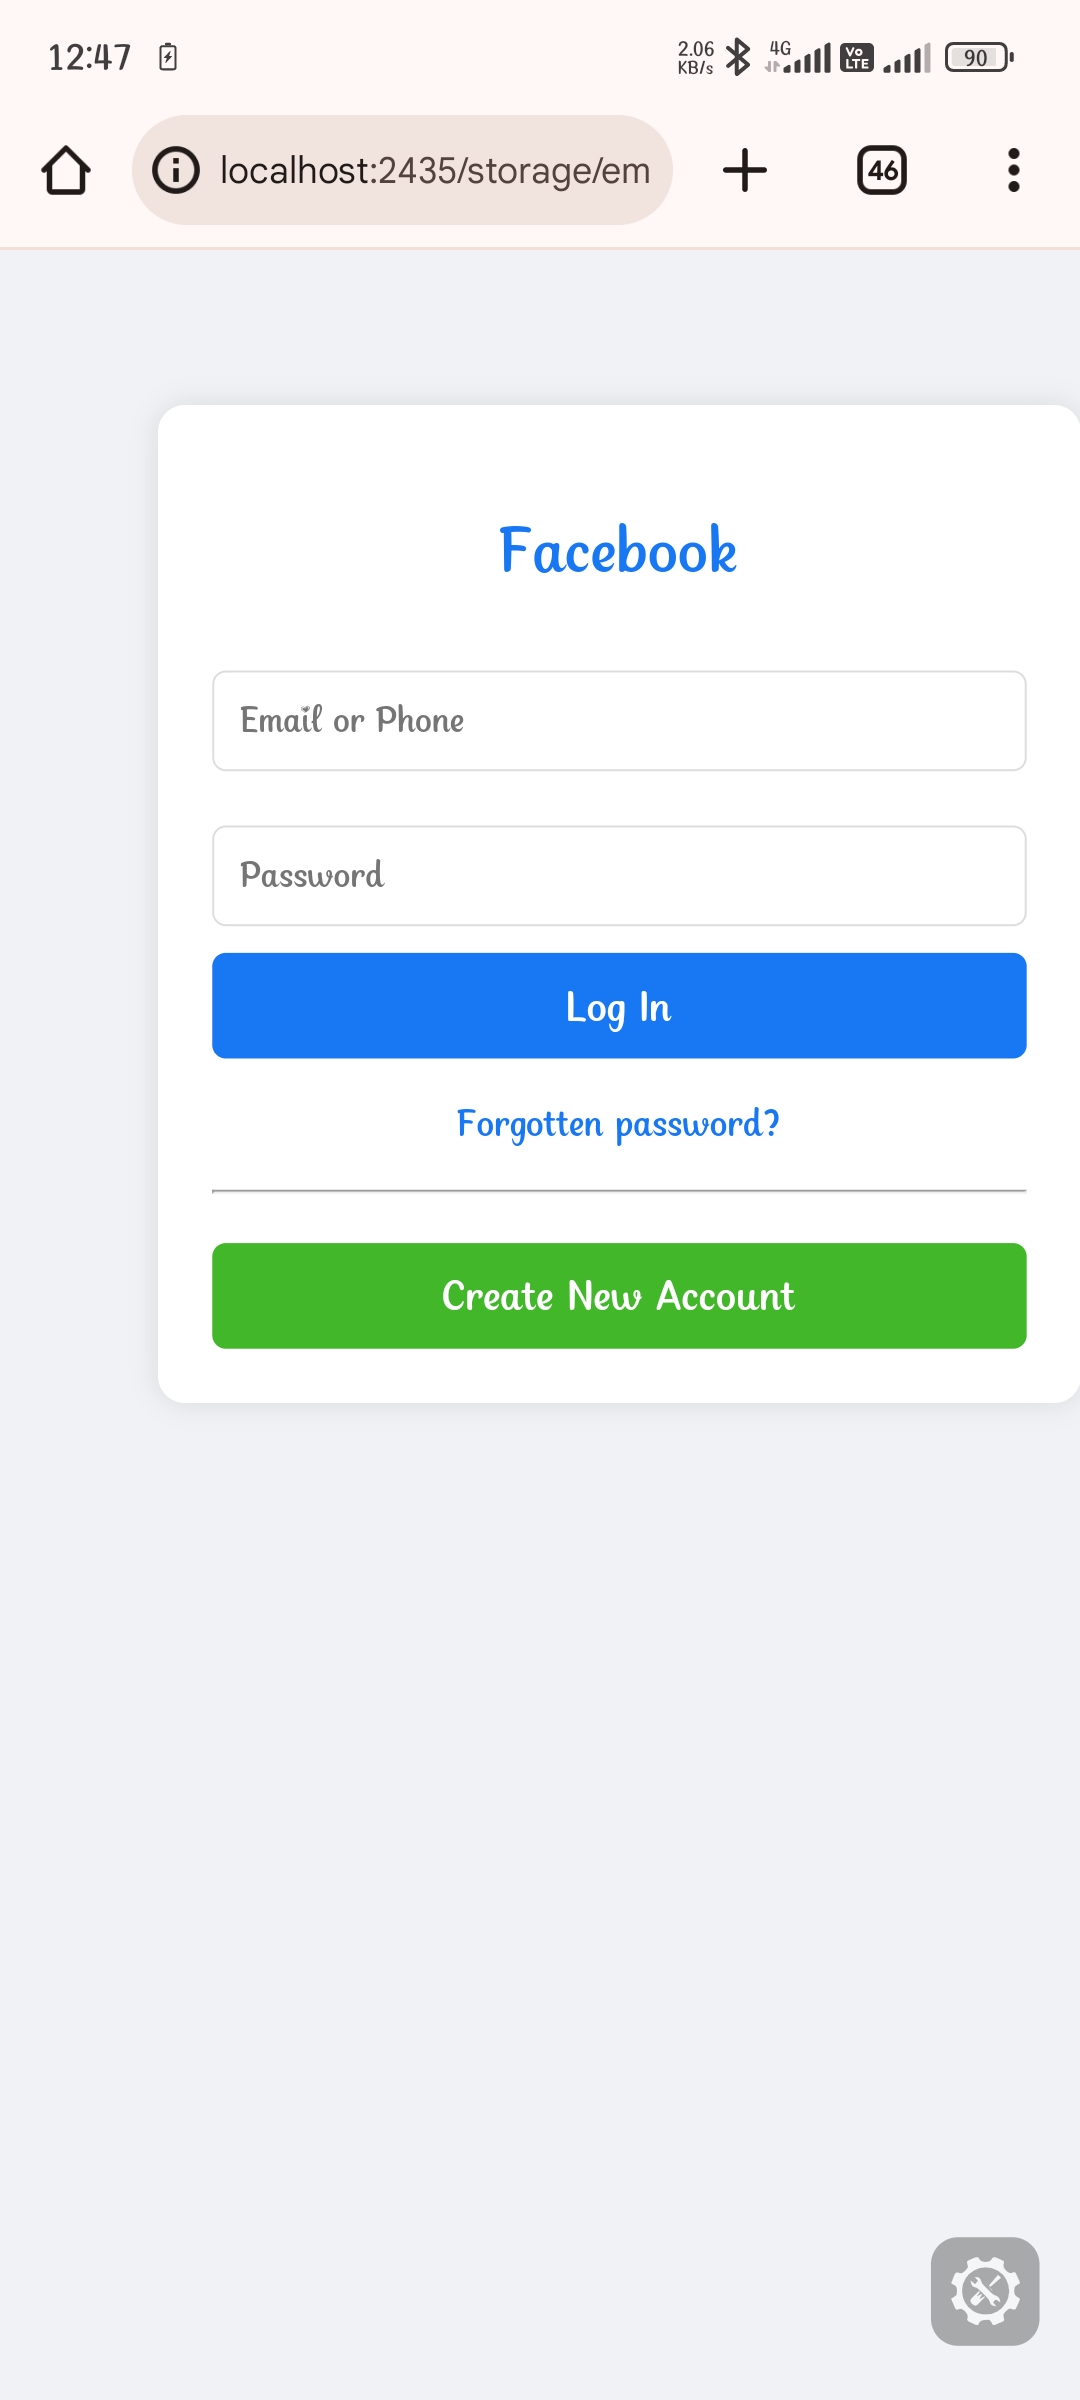 12:47
2.06 KB/s 4G Vo LTE 90
localhost:2435/storage/em
46
Facebook
Email or Phone
Password
Log In
Forgotten password?
Create New Account